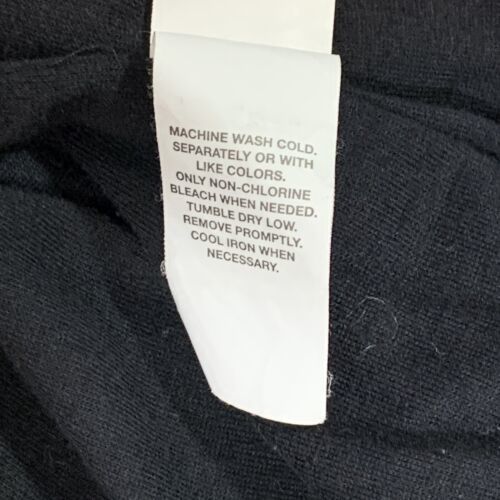 MACHINE WASH COLD.
SEPARATELY OR WITH
LIKE COLORS.
ONLY NON-CHLORINE
BLEACH WHEN NEEDED.
TUMBLE DRY LOW.
REMOVE PROMPTLY.
COOL IRON WHEN
NECESSARY.